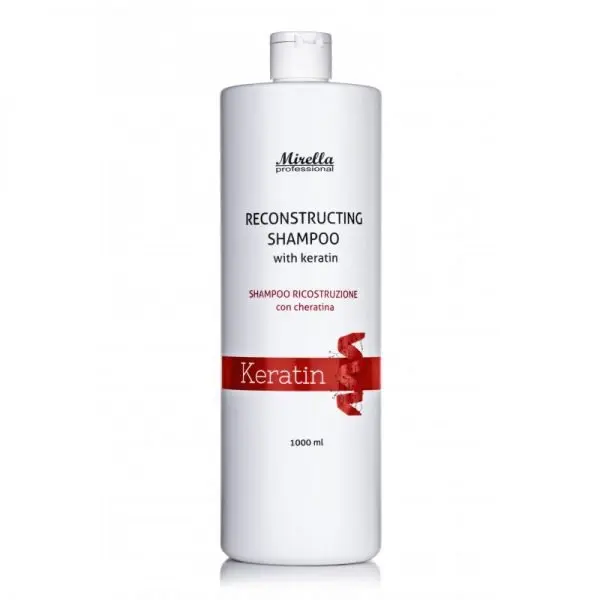 Mirella
professional
RECONSTRUCTING
SHAMPOO
with keratin
SHAMPOO RICOSTRUZIONE
con cheratina
Keratin
1000 ml